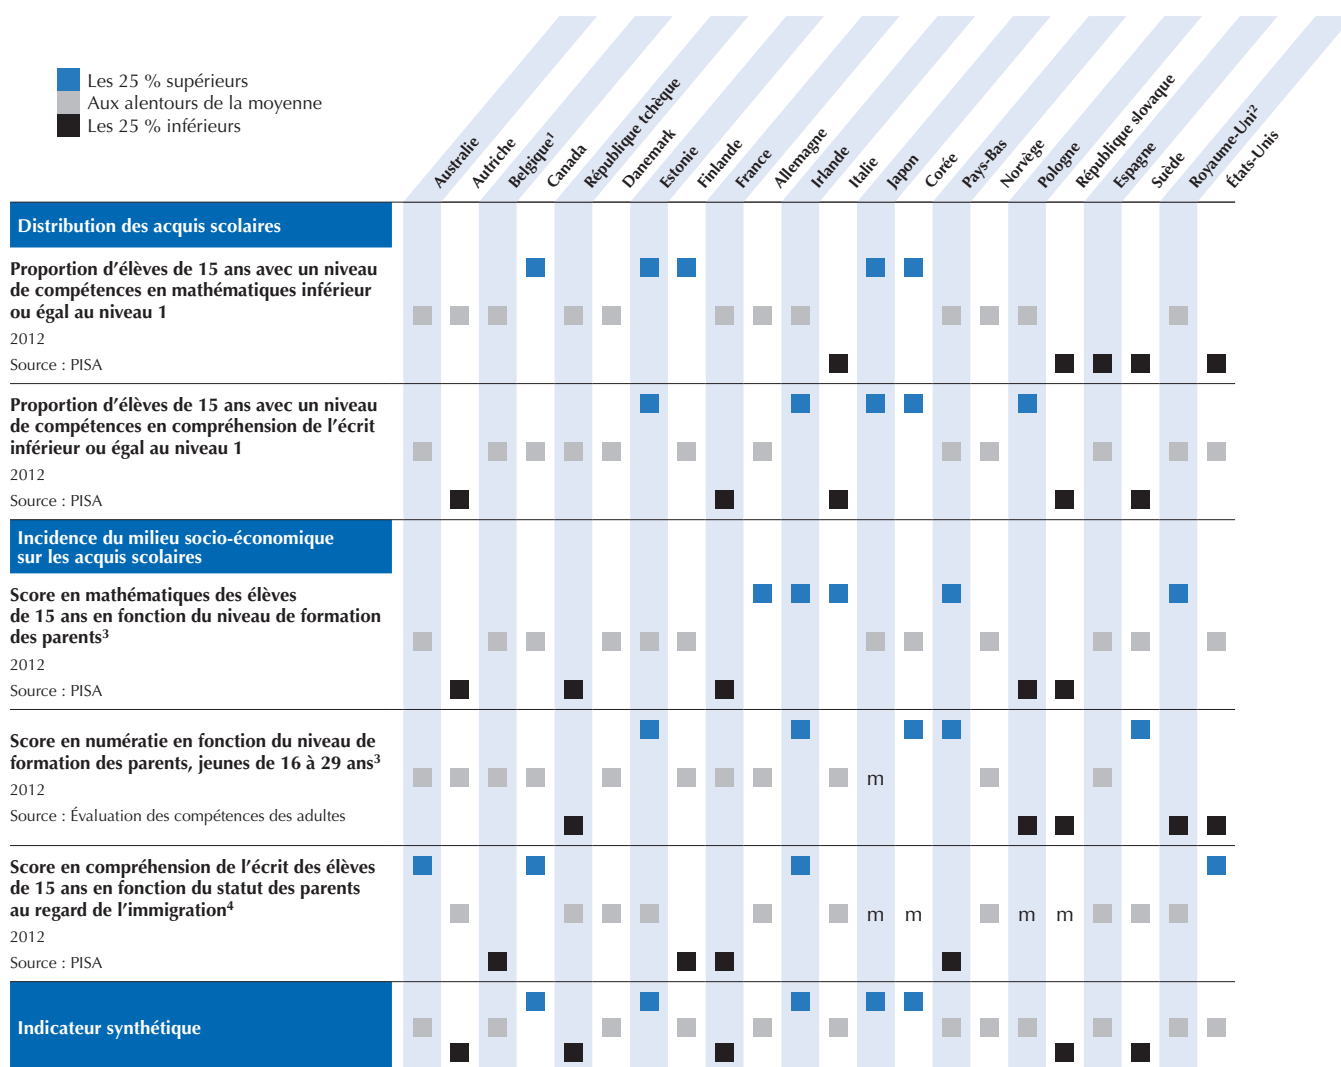 Les 25 % supérieurs
Aux alentours de la moyenne
Les 25 % inférieurs
Australie
Autriche
Belgique¹
Canada
République tchèque
Danemark
Estonie
Finlande
France
Allemagne
Irlande
Italie
Japon
Corée
Pays-Bas
Norvège
Pologne
République slovaque
Espagne
Suède
Royaume-Uni²
États-Unis
Distribution des acquis scolaires
Proportion d’élèves de 15 ans avec un niveau
de compétences en mathématiques inférieur
ou égal au niveau 1
2012
Source : PISA
Proportion d’élèves de 15 ans avec un niveau
de compétences en compréhension de l’écrit
inférieur ou égal au niveau 1
2012
Source : PISA
Incidence du milieu socio-économique
sur les acquis scolaires
Score en mathématiques des élèves
de 15 ans en fonction du niveau de formation
des parents³
2012
Source : PISA
Score en numératie en fonction du niveau de
formation des parents, jeunes de 16 à 29 ans³
m
2012
Source : Évaluation des compétences des adultes
Score en compréhension de l’écrit des élèves
de 15 ans en fonction du statut des parents
au regard de l’immigration⁴
m m m m
2012
Source : PISA
Indicateur synthétique